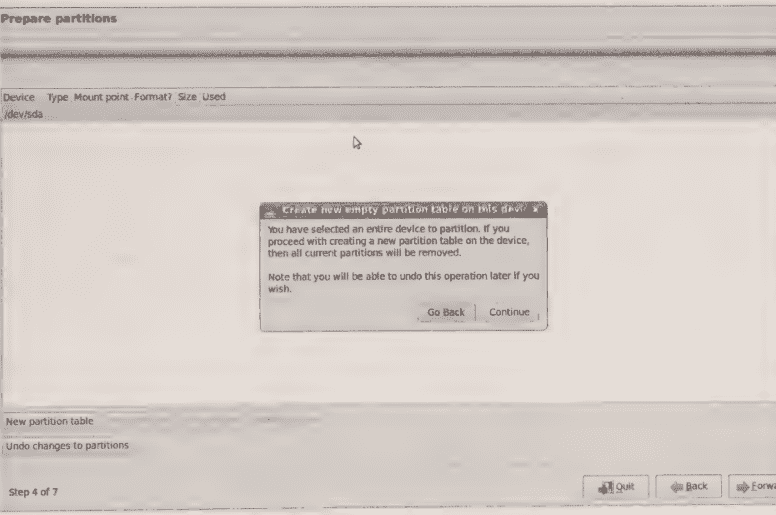 Prepare partitions
Device Type Mount point Format? Size Used
/dev/sda
Create new empty partition table on this devi
You have selected an entire device to partition. If you
proceed with creating a new partition table on the device,
then all current partitions will be removed.
Note that you will be able to undo this operation later if you
wish.
Go Back Continue
New partition table
Undo changes to partitions
Step 4 of 7
Quit Back Forwa